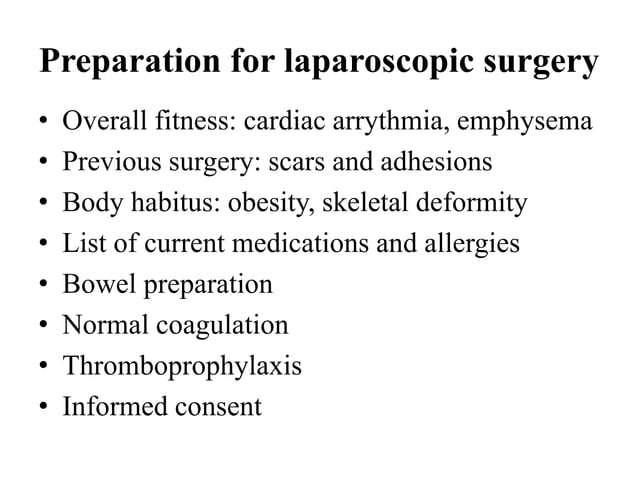 Preparation for laparoscopic surgery
• Overall fitness: cardiac arrythmia, emphysema
• Previous surgery: scars and adhesions
• Body habitus: obesity, skeletal deformity
• List of current medications and allergies
• Bowel preparation
• Normal coagulation
• Thromboprophylaxis
• Informed consent